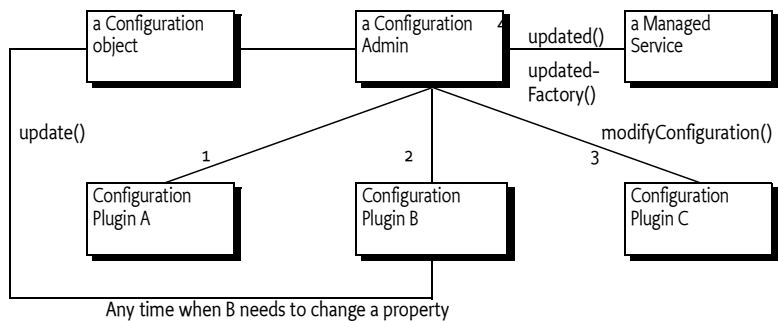 a Configuration
object
a Configuration
Admin
4
updated()
updated-
Factory()
a Managed
Service
update()
modifyConfiguration()
1
2
3
Configuration
Plugin A
Configuration
Plugin B
Configuration
Plugin C
Any time when B needs to change a property